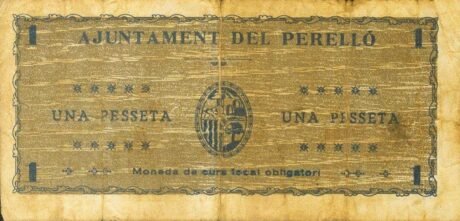 1 AJUNTAMENT DEL PERELLÓ 1
UNA PESSETA UNA PESSETA
1 Moneda de curs local obligatori 1